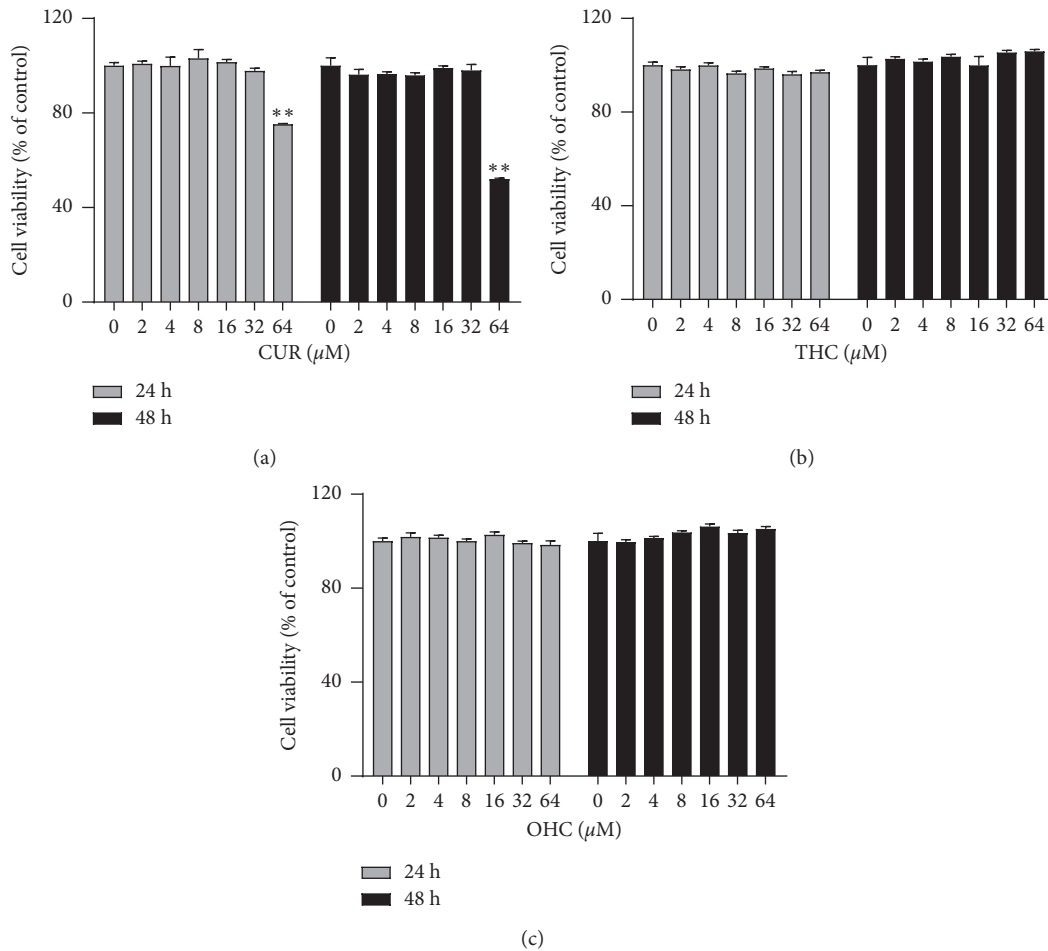 120
80
40
0
Cell viability (% of control)
**
**
0 2 4 8 16 32 64 0 2 4 8 16 32 64
CUR (μM)
24 h
48 h
(a)
120
80
40
0
Cell viability (% of control)
0 2 4 8 16 32 64 0 2 4 8 16 32 64
THC (μM)
24 h
48 h
(b)
120
80
40
0
Cell viability (% of control)
0 2 4 8 16 32 64 0 2 4 8 16 32 64
OHC (μM)
24 h
48 h
(c)